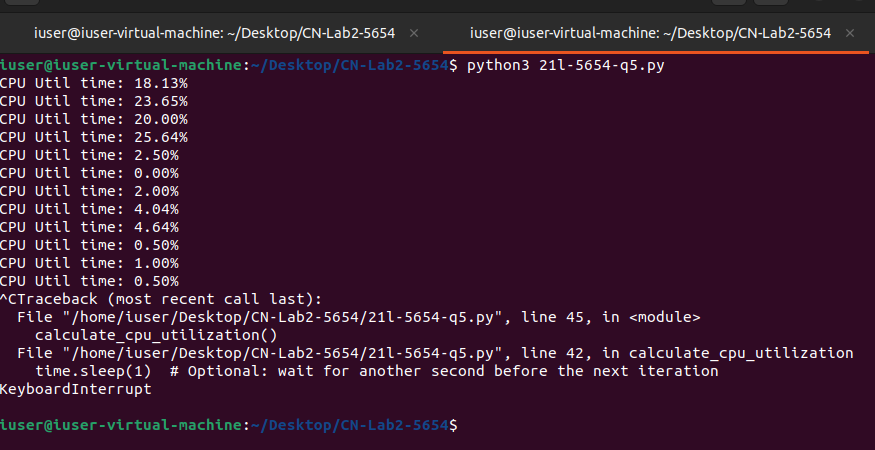 iuser@iuser-virtual-machine: ~/Desktop/CN-Lab2-5654 × iuser@iuser-virtual-machine: ~/Desktop/CN-Lab2-5654 ×
iuser@iuser-virtual-machine:~/Desktop/CN-Lab2-5654$ python3 21l-5654-q5.py
CPU Util time: 18.13%
CPU Util time: 23.65%
CPU Util time: 20.00%
CPU Util time: 25.64%
CPU Util time: 2.50%
CPU Util time: 0.00%
CPU Util time: 2.00%
CPU Util time: 4.04%
CPU Util time: 4.64%
CPU Util time: 0.50%
CPU Util time: 1.00%
CPU Util time: 0.50%
^CTraceback (most recent call last):
  File "/home/iuser/Desktop/CN-Lab2-5654/21l-5654-q5.py", line 45, in <module>
    calculate_cpu_utilization()
  File "/home/iuser/Desktop/CN-Lab2-5654/21l-5654-q5.py", line 42, in calculate_cpu_utilization
    time.sleep(1)  # Optional: wait for another second before the next iteration
KeyboardInterrupt
iuser@iuser-virtual-machine:~/Desktop/CN-Lab2-5654$